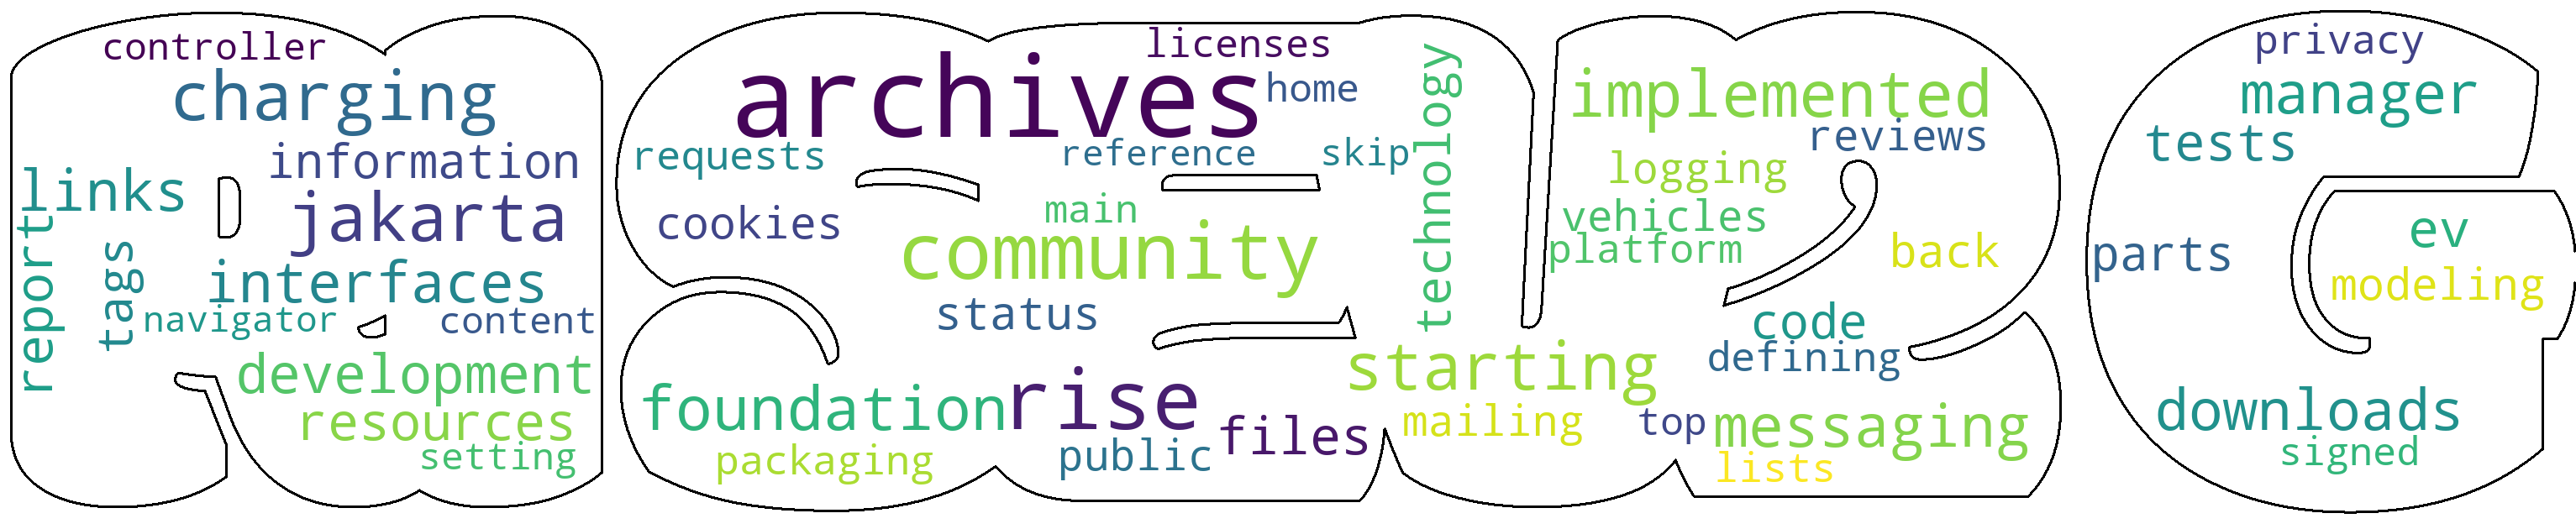 controller
charging
information
links
jakarta
report
tags
interfaces
navigator
content
development
resources
setting
licenses
archives
home
requests
reference
skip
technology
cookies
main
community
status
foundation
rise
files
packaging
public
implemented
reviews
logging
vehicles
platform
back
code
defining
starting
mailing
top
messaging
lists
privacy
manager
tests
parts
ev
modeling
downloads
signed